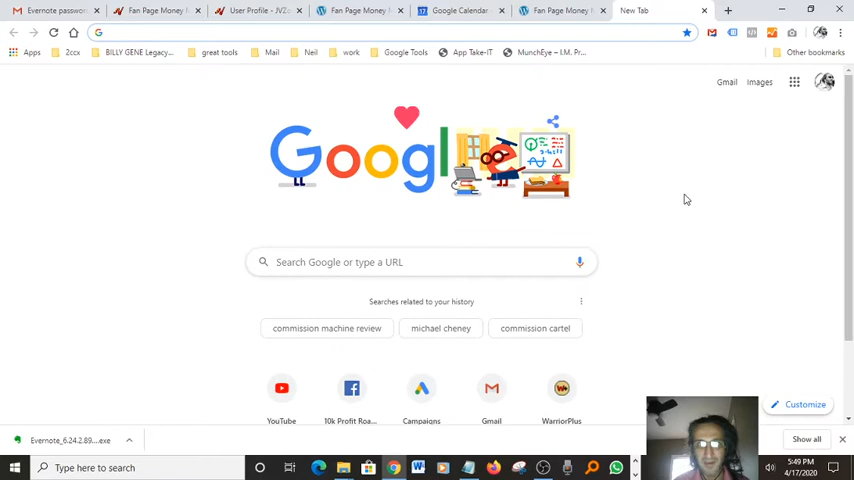 Evernote passwor
Fan Page Money M
User Profile - JVZo
Fan Page Money M
Google Calendar
Fan Page Money M
New Tab
Apps
2ccx
BILLY GENE Legacy...
great tools
Mail
Neil
work
Google Tools
App Take-IT
MunchEye – I.M. Pr...
Other bookmarks
Gmail
Images
Google
Search Google or type a URL
Searches related to your history
commission machine review
michael cheney
commission cartel
YouTube
10k Profit Roa...
Campaigns
Gmail
WarriorPlus
Customize
Evernote_6.24.2.89....exe
Show all
Type here to search
5:49 PM
4/17/2020